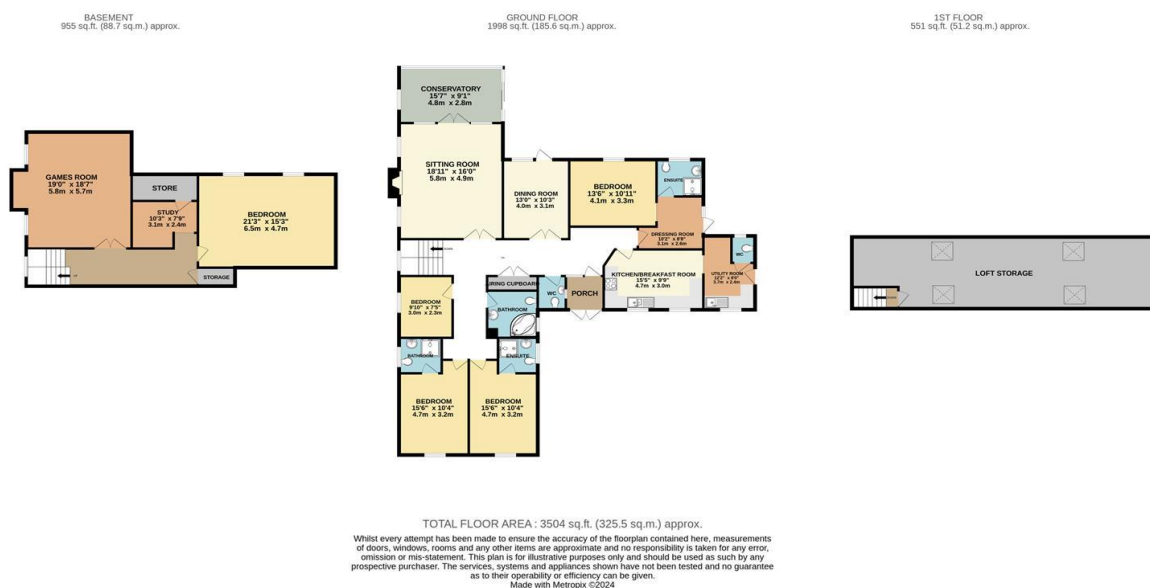 BASEMENT
955 sq.ft. (88.7 sq.m.) approx.
GROUND FLOOR
1998 sq.ft. (185.6 sq.m.) approx.
1ST FLOOR
551 sq.ft. (51.2 sq.m.) approx.
GAMES ROOM
19'0" x 18'7"
5.8m x 5.7m
STORE
STUDY
10'3" x 7'9"
3.1m x 2.4m
BEDROOM
21'3" x 15'3"
6.5m x 4.7m
STORAGE
CONSERVATORY
15'7" x 9'1"
4.8m x 2.8m
SITTING ROOM
18'11" x 16'0"
5.8m x 4.9m
DINING ROOM
13'0" x 10'3"
4.0m x 3.1m
BEDROOM
13'6" x 10'11"
4.1m x 3.3m
ENSUITE
DRESSING ROOM
3.1m x 2.6m
KITCHEN/BREAKFAST ROOM
15'5" x 9'9"
4.7m x 3.0m
UTILITY ROOM
WC
BEDROOM
9'10" x 7'5"
3.0m x 2.3m
IRING CUPBOARD
WC
PORCH
BATHROOM
BATHROOM
ENSUITE
BEDROOM
15'6" x 10'4"
4.7m x 3.2m
BEDROOM
15'6" x 10'4"
4.7m x 3.2m
LOFT STORAGE
TOTAL FLOOR AREA : 3504 sq.ft. (325.5 sq.m.) approx.
Whilst every attempt has been made to ensure the accuracy of the floorplan contained here, measurements
of doors, windows, rooms and any other items are approximate and no responsibility is taken for any error,
omission or mis-statement. This plan is for illustrative purposes only and should be used as such by any
prospective purchaser. The services, systems and appliances shown have not been tested and no guarantee
as to their operability or efficiency can be given.
Made with Metropix ©2024